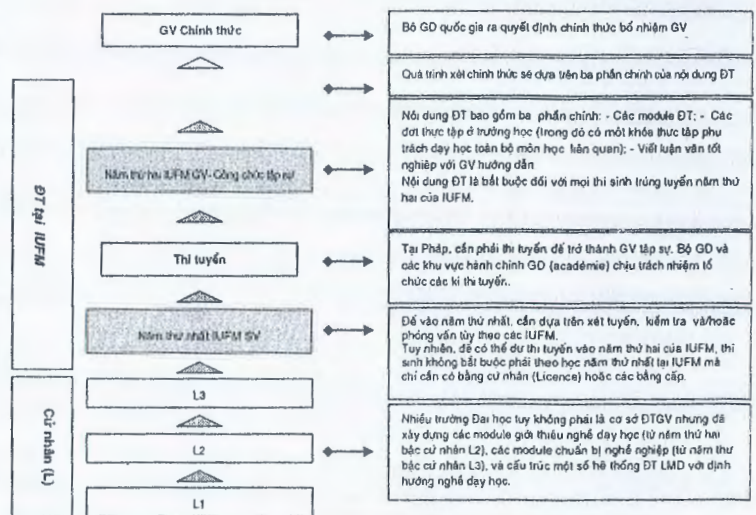 GV Chính thức
Bộ GD quốc gia ra quyết định chính thức bổ nhiệm GV
Quá trình xét chính thức sẽ dựa trên ba phần chính của nội dung ĐT
ĐT tại IUFM
Năm thứ hai IUFM GV- Công chức tập sự
Nội dung ĐT bao gồm ba phần chính: - Các module ĐT; - Các
đợt thực tập ở trường học (trong đó có một khóa thực tập phụ
trách dạy học toàn bộ môn học liên quan); - Viết luận văn tốt
nghiệp với GV hướng dẫn
Nội dung ĐT là bắt buộc đối với mọi thí sinh trúng tuyển năm thứ
hai của IUFM.
Thi tuyển
Tại Pháp, cần phải thi tuyển để trở thành GV tập sự. Bộ GD và
các khu vực hành chính GD (académie) chịu trách nhiệm tổ
chức các kì thi tuyển.
Năm thứ nhất IUFM SV
Để vào năm thứ nhất, cần dựa trên xét tuyển, kiểm tra và/hoặc
phỏng vấn tùy theo các IUFM.
Tuy nhiên, để có thể dự thi tuyển vào năm thứ hai của IUFM, thí
sinh không bắt buộc phải theo học năm thứ nhất tại IUFM mà
chỉ cần có bằng cử nhân (Licence) hoặc các bằng cấp.
Cử nhân (L)
L3
L2
L1
Nhiều trường Đại học tuy không phải là cơ sở ĐTGV nhưng đã
xây dựng các module giới thiệu nghề dạy học (từ năm thứ hai
bậc cử nhân L2), các module chuẩn bị nghề nghiệp (từ năm thứ
bậc cử nhân L3), và cấu trúc một số hệ thống ĐT LMD với định
hướng nghề dạy học.